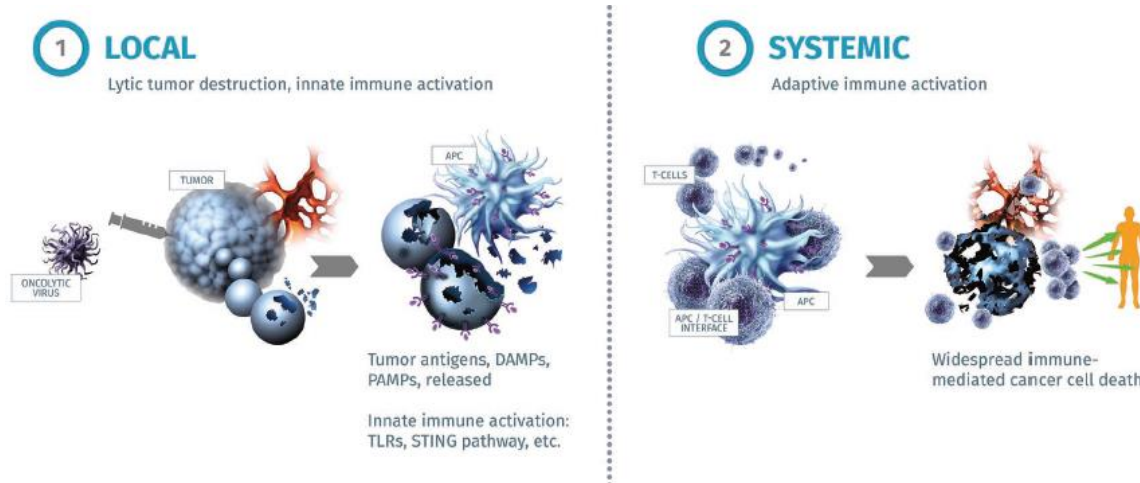 1 LOCAL
Lytic tumor destruction, innate immune activation
ONCOLYTIC
VIRUS
TUMOR
APC
Tumor antigens, DAMPs,
PAMPs, released
Innate immune activation:
TLRs, STING pathway, etc.
2 SYSTEMIC
Adaptive immune activation
T-CELLS
APC
APC / T-CELL
INTERFACE
Widespread immune-
mediated cancer cell death